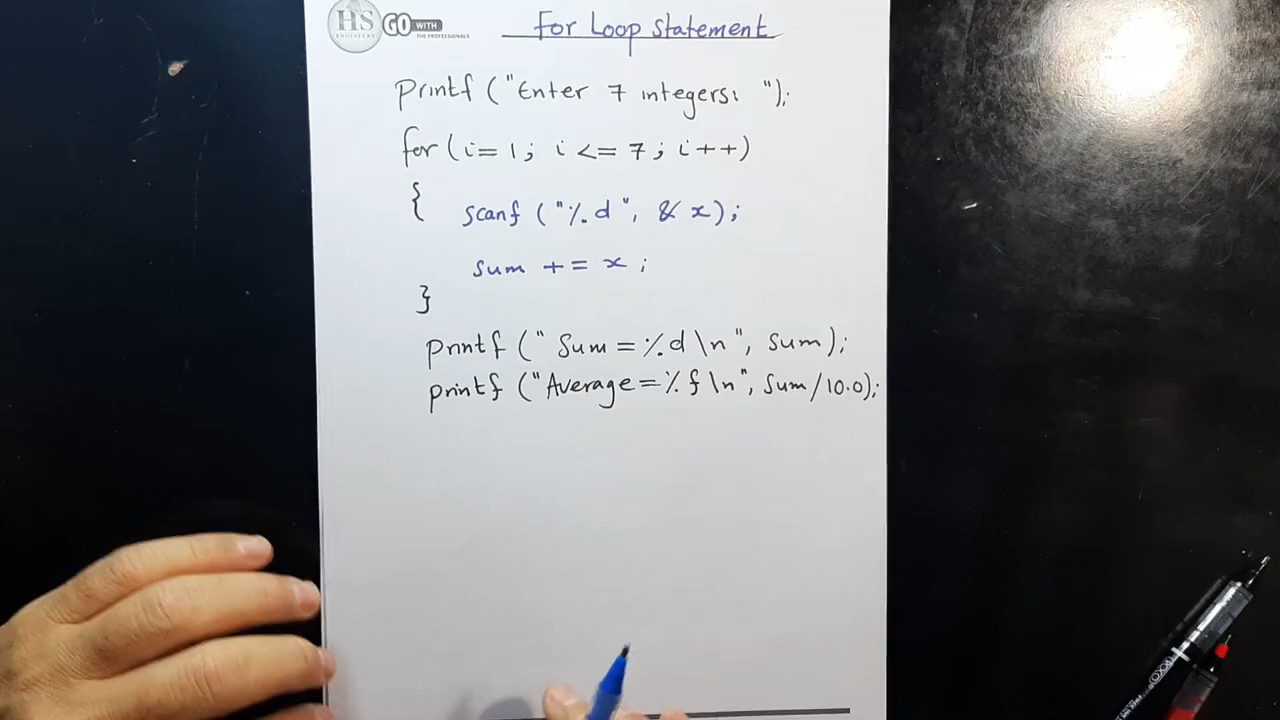 HS
ENGINEERS
GO WITH
THE PROFESSIONALS
For Loop Statement
Printf ("Enter 7 integers: ");
for (i= 1; i <= 7; i++)
{ scanf ("%d", & x);
sum += x;
}
printf ("Sum=%d\n", sum);
printf ("Average=%f\n", Sum/10.0);